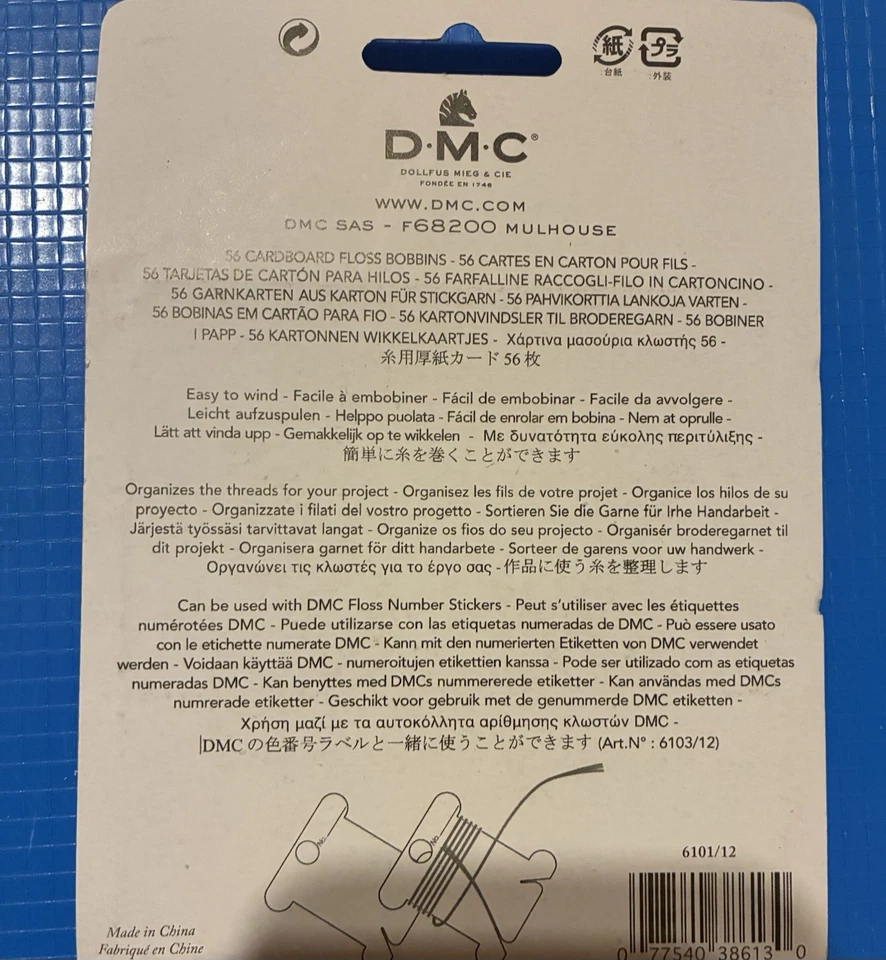 紙 プラ
:台紙 :外装
D·M·C®
DOLLFUS MIEG & CIE
FONDÉE EN 1746
WWW.DMC.COM
DMC SAS - F68200 MULHOUSE
56 CARDBOARD FLOSS BOBBINS - 56 CARTES EN CARTON POUR FILS -
56 TARJETAS DE CARTÓN PARA HILOS - 56 FARFALLINE RACCOGLI-FILO IN CARTONCINO -
56 GARNKARTEN AUS KARTON FÜR STICKGARN - 56 PAHVIKORTTIA LANKOJA VARTEN -
56 BOBINAS EM CARTÃO PARA FIO - 56 KARTONVINDSLER TIL BRODEREGARN - 56 BOBINER
I PAPP - 56 KARTONNEN WIKKELKAARTJES - Χάρτινα μασούρια κλωστής 56 -
糸用厚紙カード 56 枚
Easy to wind - Facile à embobiner - Fácil de embobinar - Facile da avvolgere -
Leicht aufzuspulen - Helppo puolata - Fácil de enrolar em bobina - Nem at oprulle -
Lätt att vinda upp - Gemakkelijk op te wikkelen - Με δυνατότητα εύκολης περιτύλιξης -
簡単に糸を巻くことができます
Organizes the threads for your project - Organisez les fils de votre projet - Organice los hilos de su
proyecto - Organizzate i filati del vostro progetto - Sortieren Sie die Garne für Irhe Handarbeit -
Järjestä työssäsi tarvittavat langat - Organize os fios do seu projecto - Organisér broderegarnet til
dit projekt - Organisera garnet för ditt handarbete - Sorteer de garens voor uw handwerk -
Οργανώνει τις κλωστές για το έργο σας - 作品に使う糸を整理します
Can be used with DMC Floss Number Stickers - Peut s'utiliser avec les étiquettes
numérotées DMC - Puede utilizarse con las etiquetas numeradas de DMC - Può essere usato
con le etichette numerate DMC - Kann mit den numerierten Etiketten von DMC verwendet
werden - Voidaan käyttää DMC - numeroitujen etikettien kanssa - Pode ser utilizado com as etiquetas
numeradas DMC - Kan benyttes med DMCs nummererede etiketter - Kan användas med DMCs
numrerade etiketter - Geschikt voor gebruik met de genummerde DMC etiketten -
Χρήση μαζί με τα αυτοκόλλητα αρίθμησης κλωστών DMC -
DMC の色番号ラベルと一緒に使うことができます (Art.N° : 6103/12)
No. No.
6101/12
Made in China
Fabriqué en Chine
0 77540 38613 0